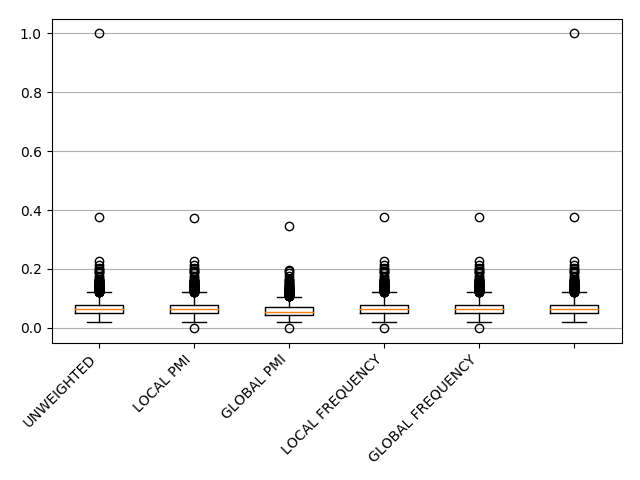 1.0
0.8
0.6
0.4
0.2
0.0
UNWEIGHTED
LOCAL PMI
GLOBAL PMI
LOCAL FREQUENCY
GLOBAL FREQUENCY